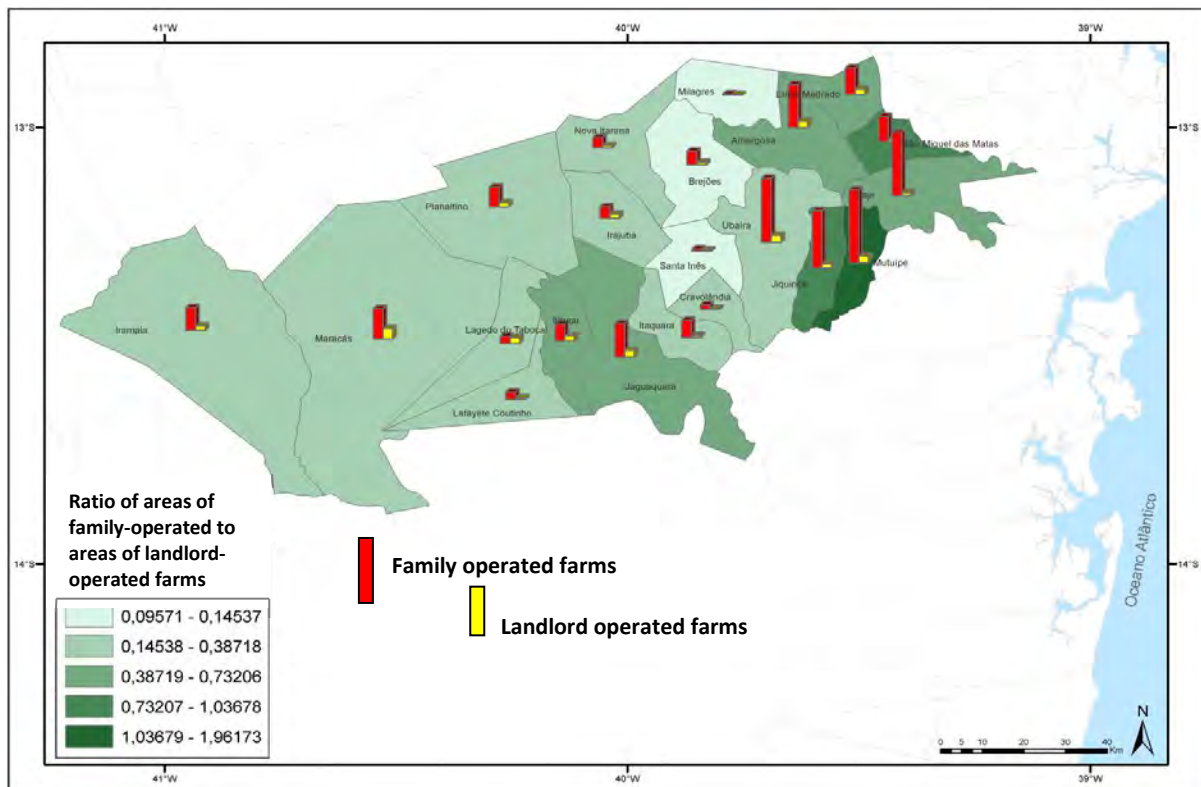 41°W
40°W
39°W
13°S
13°S
Milagres
Nova Itarana
Amargosa
São Miguel das Matas
Brejões
Planaltino
Irajuba
Ubaíra
Santa Inês
Mutuípe
Jiquiriçá
Cravolândia
Iramaia
Maracás
Lagedo do Tabocal
Itaquara
Jaguaquara
Lafayete Coutinho
Ratio of areas of
family-operated to
areas of landlord-
operated farms
0,09571 - 0,14537
0,14538 - 0,38718
0,38719 - 0,73206
0,73207 - 1,03678
1,03679 - 1,96173
Family operated farms
Landlord operated farms
14°S
14°S
Oceano Atlântico
N
0 5 10 20 30 40
Km
41°W
40°W
39°W